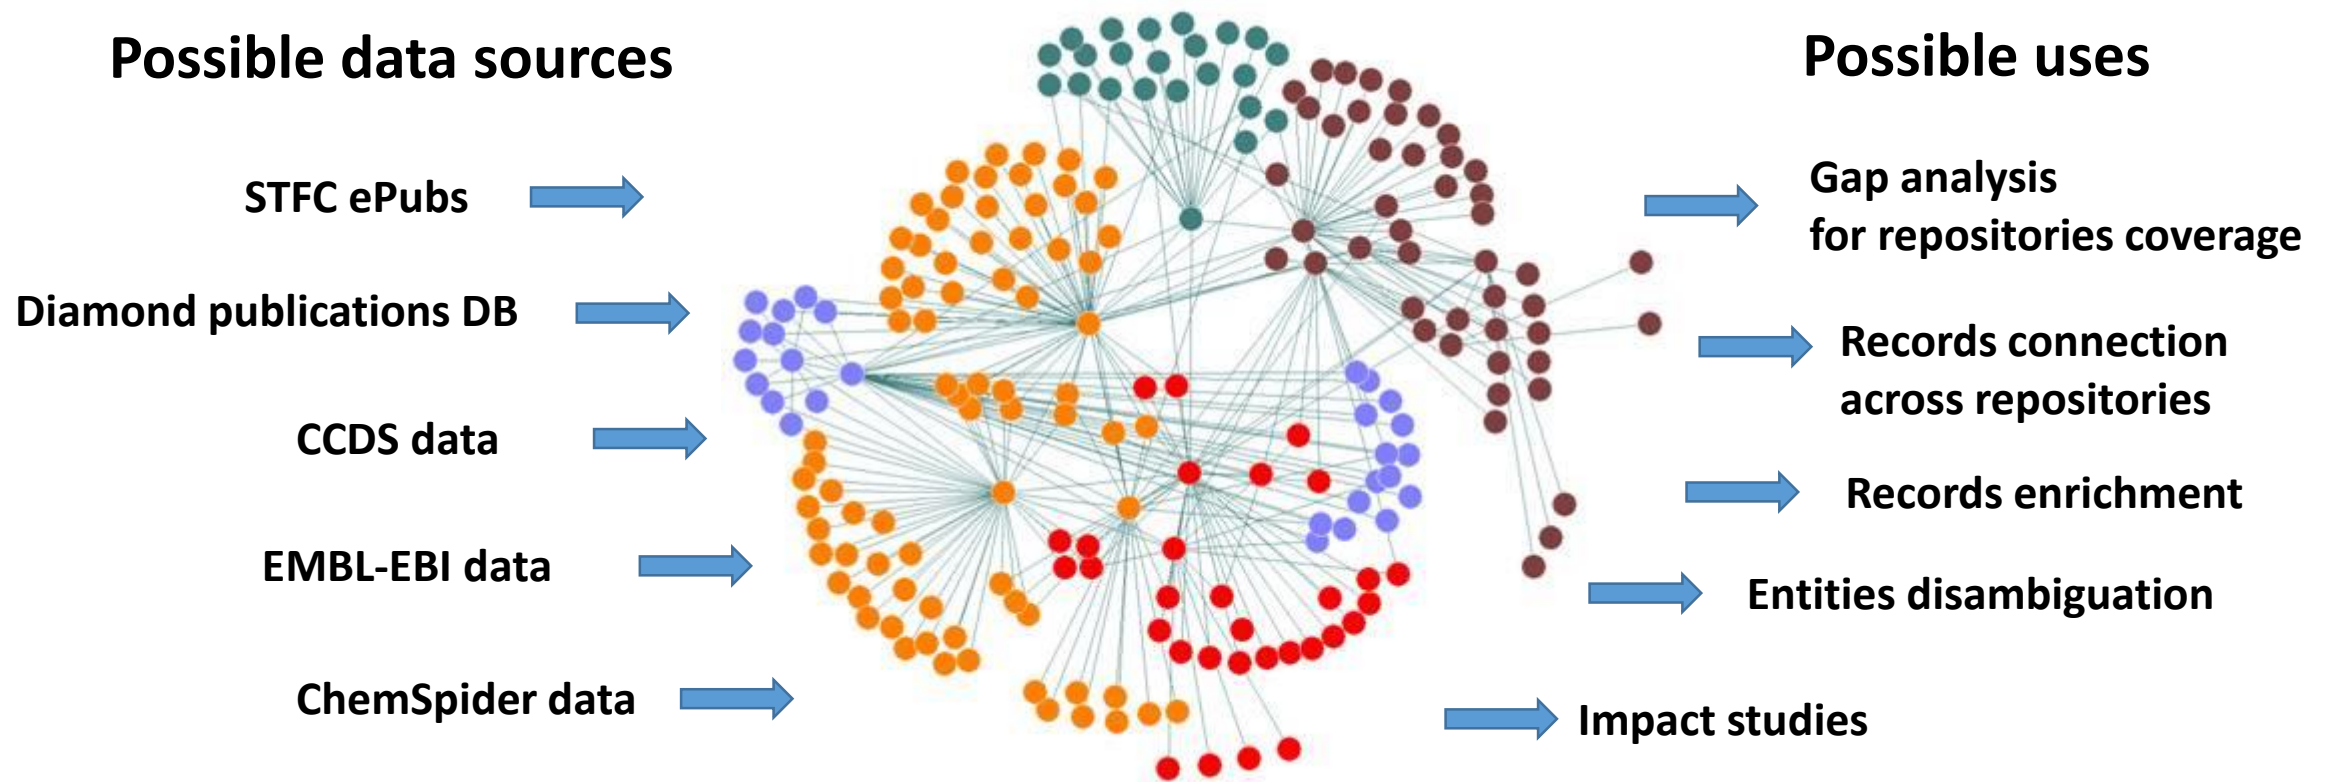 Possible data sources
STFC ePubs
Diamond publications DB
CCDS data
EMBL-EBI data
ChemSpider data
Possible uses
Gap analysis
for repositories coverage
Records connection
across repositories
Records enrichment
Entities disambiguation
Impact studies